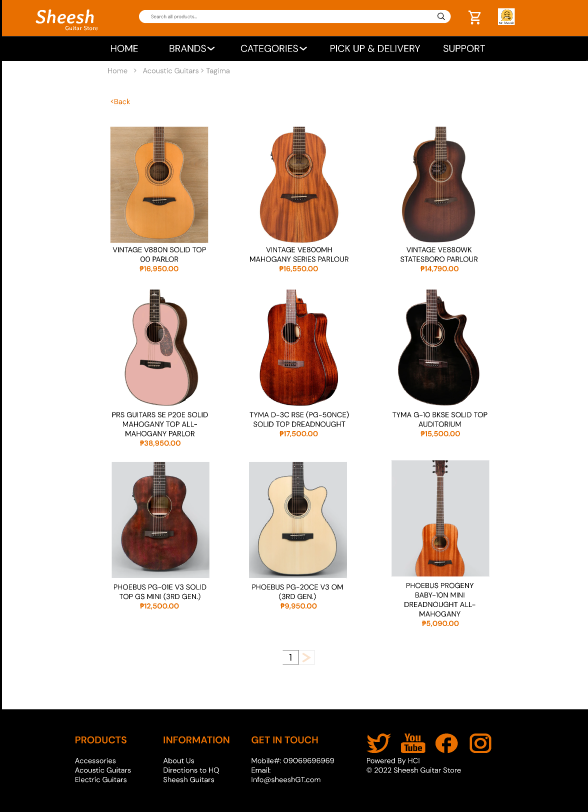 Sheesh
Guitar Store
Search all products...
HOME
BRANDS
CATEGORIES
PICK UP & DELIVERY
SUPPORT
Home > Acoustic Guitars > Tagima
<Back
VINTAGE V880N SOLID TOP
00 PARLOR
₱16,950.00
VINTAGE VE800MH
MAHOGANY SERIES PARLOUR
₱16,550.00
VINTAGE VE880WK
STATESBORO PARLOUR
₱14,790.00
PRS GUITARS SE P20E SOLID
MAHOGANY TOP ALL-
MAHOGANY PARLOR
₱38,950.00
TYMA D-3C RSE (PG-50NCE)
SOLID TOP DREADNOUGHT
₱17,500.00
TYMA G-10 BKSE SOLID TOP
AUDITORIUM
₱15,500.00
PHOEBUS PG-01E V3 SOLID
TOP GS MINI (3RD GEN.)
₱12,500.00
PHOEBUS PG-20CE V3 OM
(3RD GEN.)
₱9,950.00
PHOEBUS PROGENY
BABY-10N MINI
DREADNOUGHT ALL-
MAHOGANY
₱5,090.00
1 >
PRODUCTS
Accessories
Acoustic Guitars
Electric Guitars
INFORMATION
About Us
Directions to HQ
Sheesh Guitars
GET IN TOUCH
Mobile#: 09069696969
Email:
Info@sheeshGT.com
You
Tube
Powered By HCI
© 2022 Sheesh Guitar Store